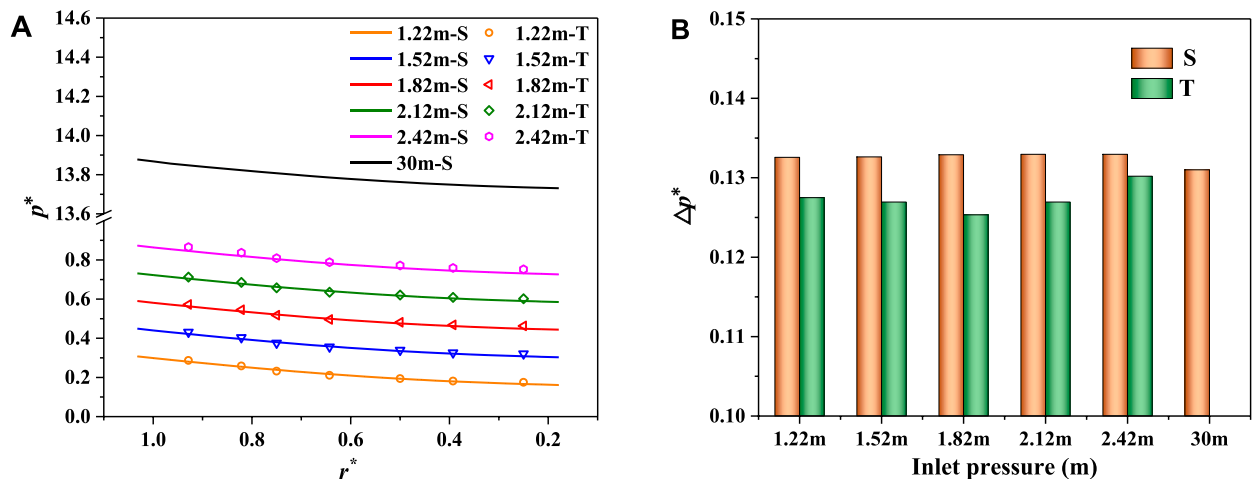 A
14.6
14.4
14.2
14.0
13.8
13.6
0.8
0.6
0.4
0.2
0.0
p*
1.22m-S 1.22m-T
1.52m-S 1.52m-T
1.82m-S 1.82m-T
2.12m-S 2.12m-T
2.42m-S 2.42m-T
30m-S
1.0 0.8 0.6 0.4 0.2
r*
B
0.15
0.14
0.13
0.12
0.11
0.10
△p*
S
T
1.22m 1.52m 1.82m 2.12m 2.42m 30m
Inlet pressure (m)